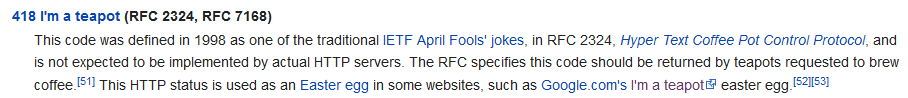 418 I'm a teapot (RFC 2324, RFC 7168)
This code was defined in 1998 as one of the traditional IETF April Fools' jokes, in RFC 2324, Hyper Text Coffee Pot Control Protocol, and
is not expected to be implemented by actual HTTP servers. The RFC specifies this code should be returned by teapots requested to brew
coffee.[51] This HTTP status is used as an Easter egg in some websites, such as Google.com's I'm a teapot easter egg.[52][53]